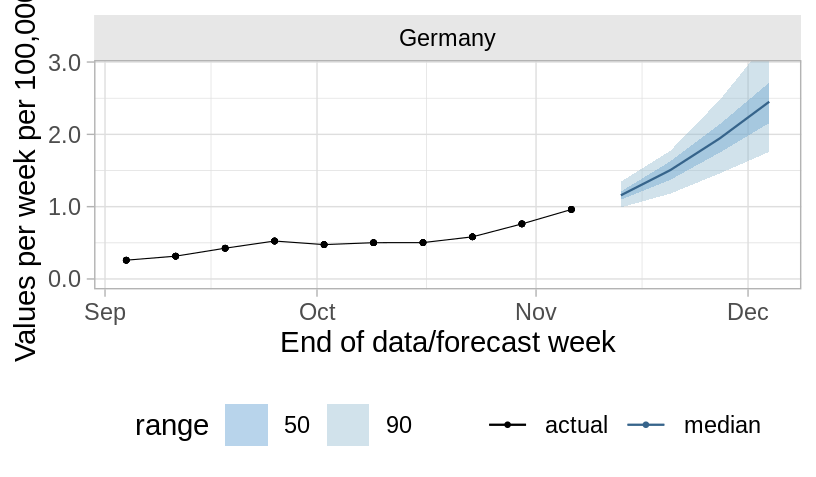 Germany
Values per week per 100,000
3.0
2.0
1.0
0.0
Sep Oct Nov Dec
End of data/forecast week
range 50 90 actual median